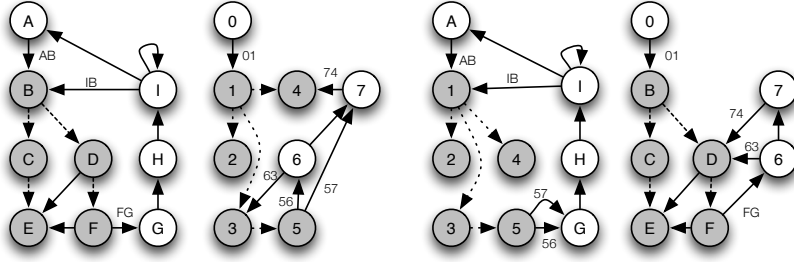 A 0 A 0
AB 01 AB 01
B IB I 1 4 74 7 1 IB I B 74 7
C D H 2 6 2 4 H C D 63 6
63 57 57
56
E F FG G 3 5 3 5 56 G E F FG